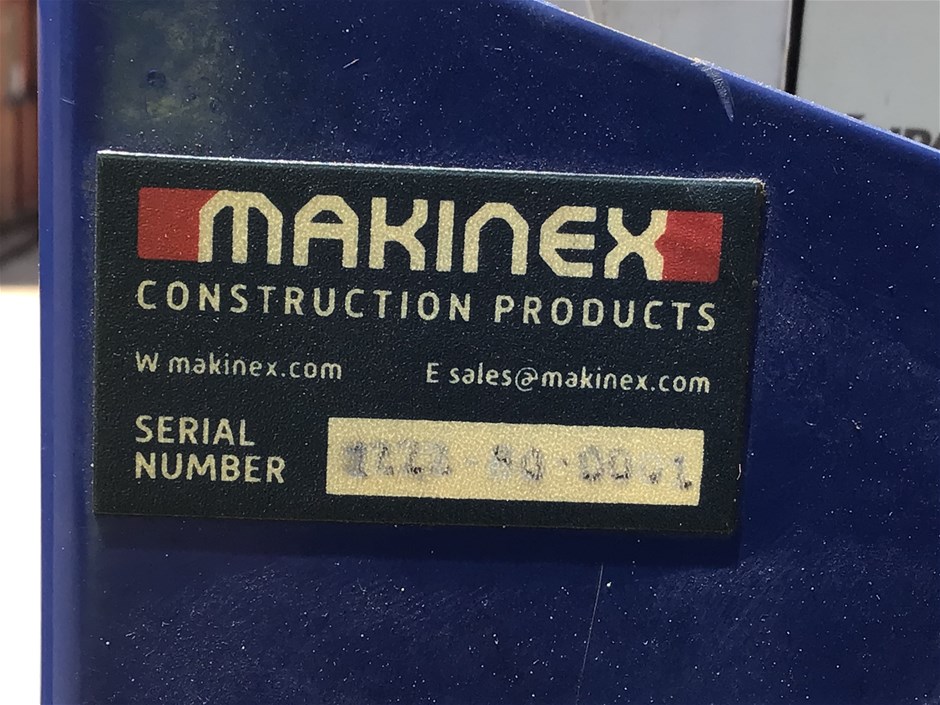 MAKINEX
CONSTRUCTION PRODUCTS
W makinex.com E sales@makinex.com
SERIAL
NUMBER